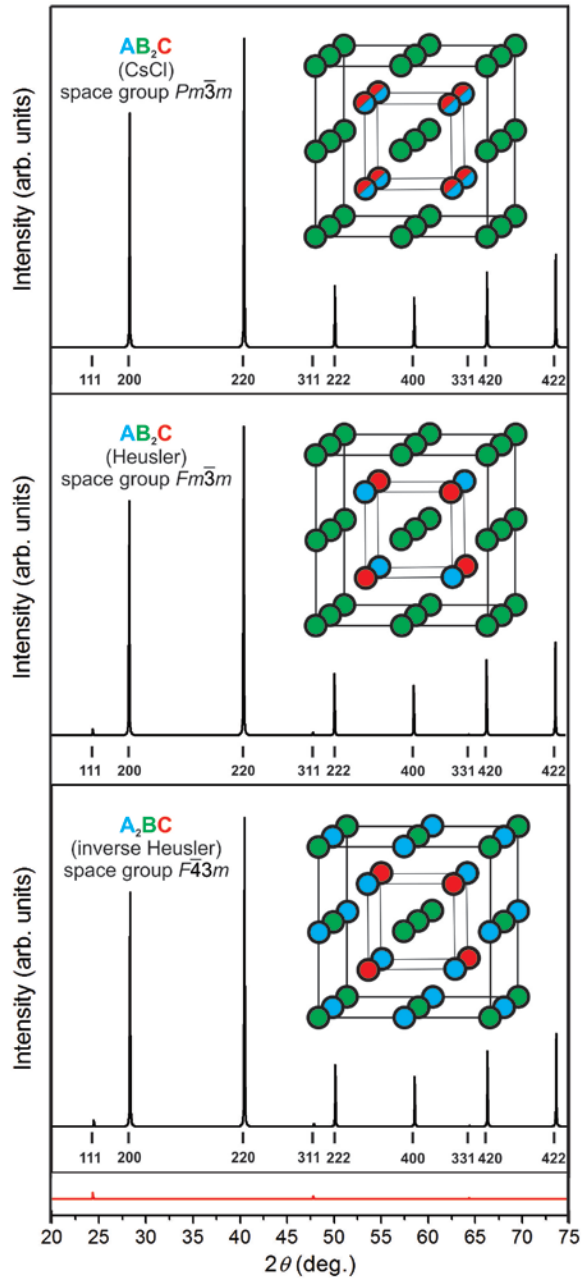 AB₂C
(CsCl)
space group Pm3̅m
Intensity (arb. units)
111 200 220 311 222 400 331 420 422
AB₂C
(Heusler)
space group Fm3̅m
Intensity (arb. units)
111 200 220 311 222 400 331 420 422
A₂BC
(inverse Heusler)
space group F4̅3m
Intensity (arb. units)
111 200 220 311 222 400 331 420 422
20 25 30 35 40 45 50 55 60 65 70 75
2θ (deg.)